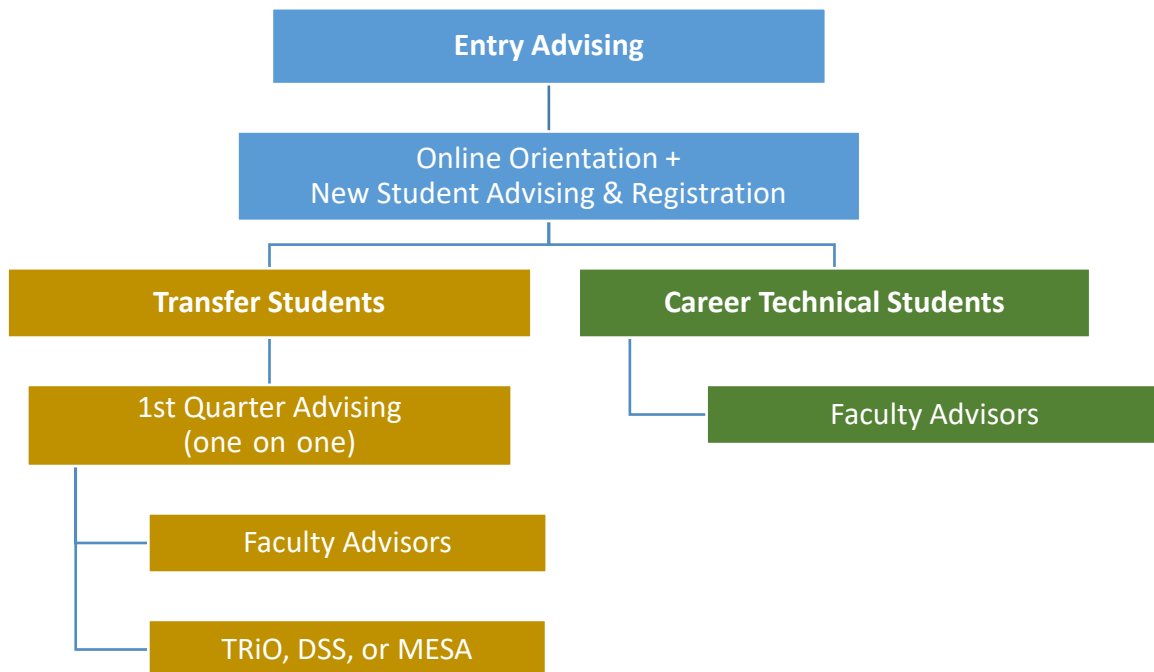 Entry Advising
Online Orientation +
New Student Advising & Registration
Transfer Students
Career Technical Students
1st Quarter Advising
(one on one)
Faculty Advisors
Faculty Advisors
TRiO, DSS, or MESA